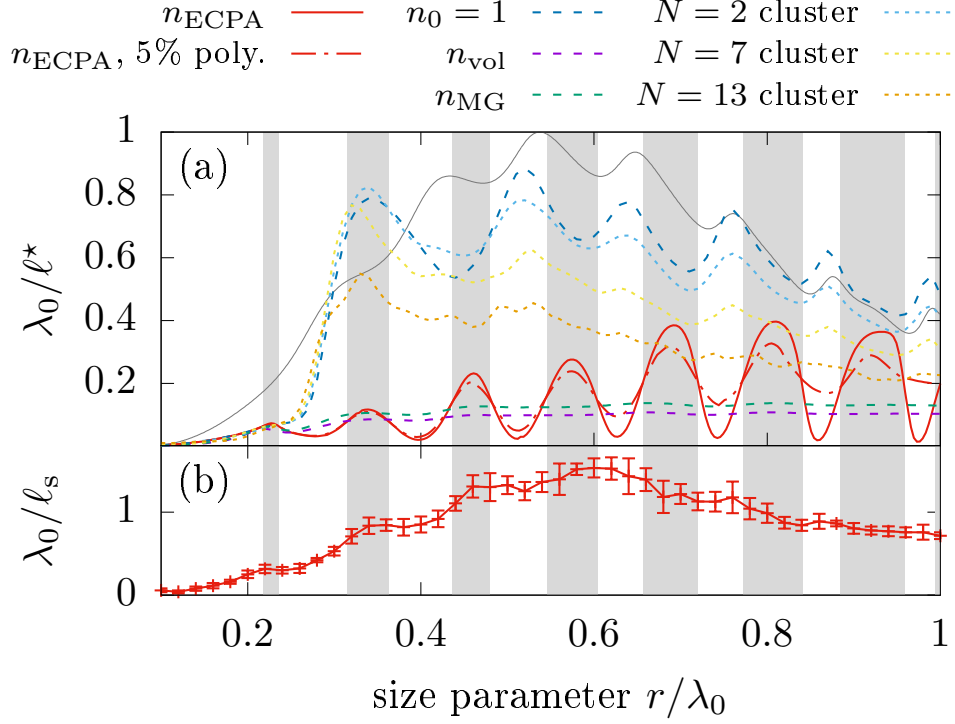 n_ECPA
n_0 = 1
N = 2 cluster
n_ECPA, 5% poly.
n_vol
N = 7 cluster
n_MG
N = 13 cluster
(a)
1
0.8
0.6
0.4
0.2
λ_0/ℓ^⋆
(b)
1
0
λ_0/ℓ_s
0.2 0.4 0.6 0.8 1
size parameter r/λ_0